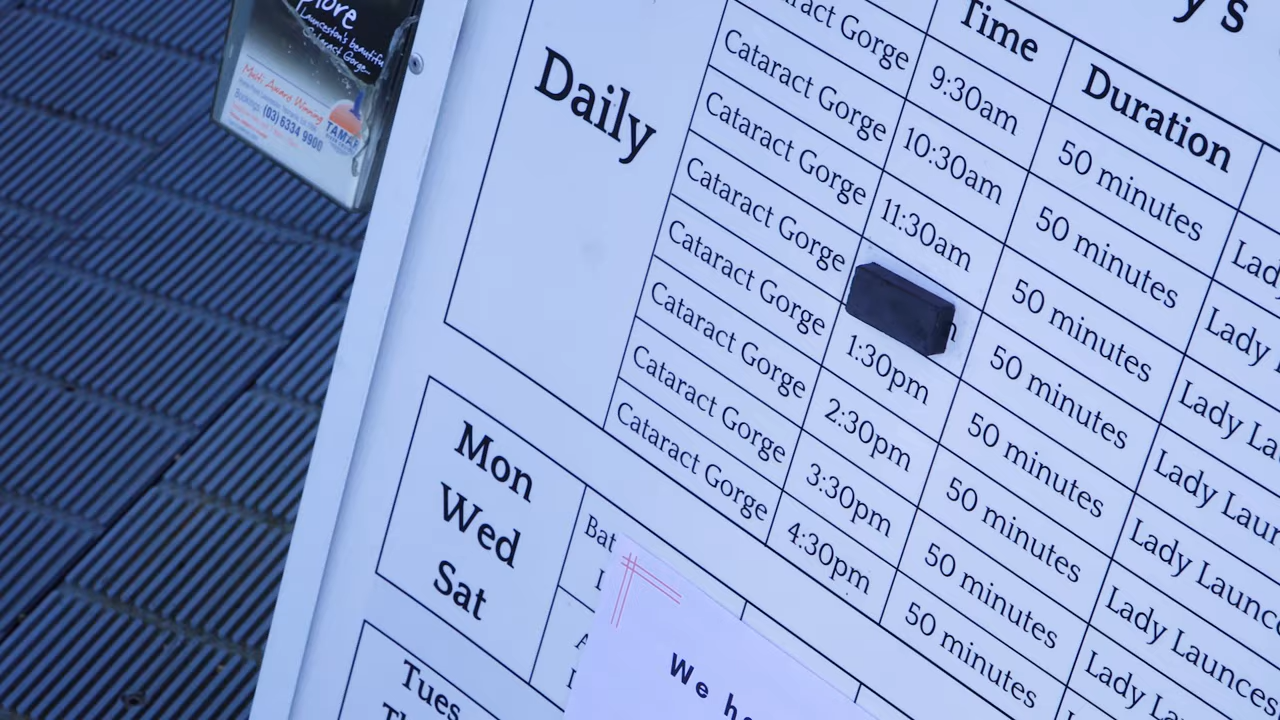 Launceston's beautiful
Cataract Gorge...
Multi Award Winning
Bookings (03) 6334 9900
TAMAR
y's
Time Duration
Daily
Cataract Gorge 9:30am 50 minutes Lady
Cataract Gorge 10:30am 50 minutes Lady
Cataract Gorge 11:30am 50 minutes Lady La
Cataract Gorge 50 minutes Lady Laun
Cataract Gorge 1:30pm 50 minutes Lady Launce
Cataract Gorge 2:30pm 50 minutes Lady Launces
Cataract Gorge 3:30pm 50 minutes Lady La
Cataract Gorge 4:30pm 50 minutes
Mon
Wed
Sat
Bat
Tues
We ha